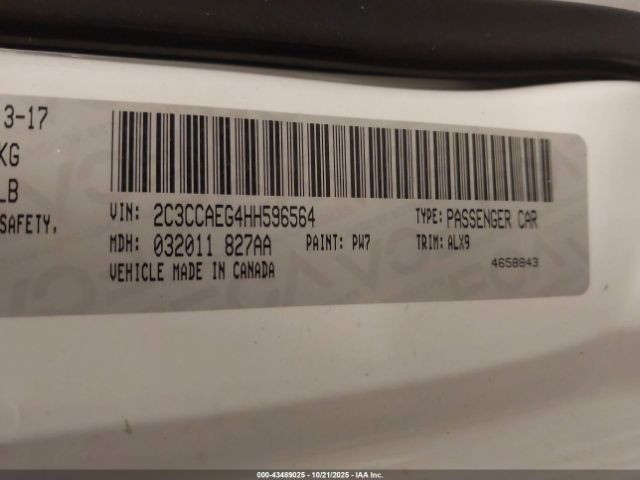 3-17
KG
LB
SAFETY,
VIN: 2C3CCAEG4HH596564 TYPE: PASSENGER CAR
MDH: 032011 827AA PAINT: PW7 TRIM: ALX9
VEHICLE MADE IN CANADA 4658843
000-43489025 - 10/21/2025 - IAA Inc.